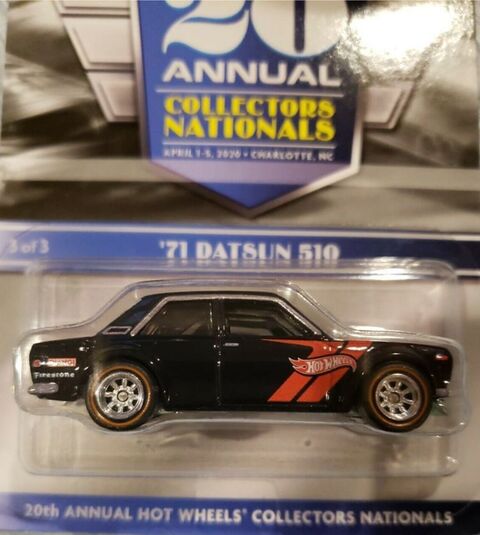 20
ANNUAL
COLLECTORS
NATIONALS
APRIL 1-5, 2020 • CHARLOTTE, NC
3 of 3
'71 DATSUN 510
HOT WHEELS
Firestone
20th ANNUAL HOT WHEELS® COLLECTORS NATIONALS